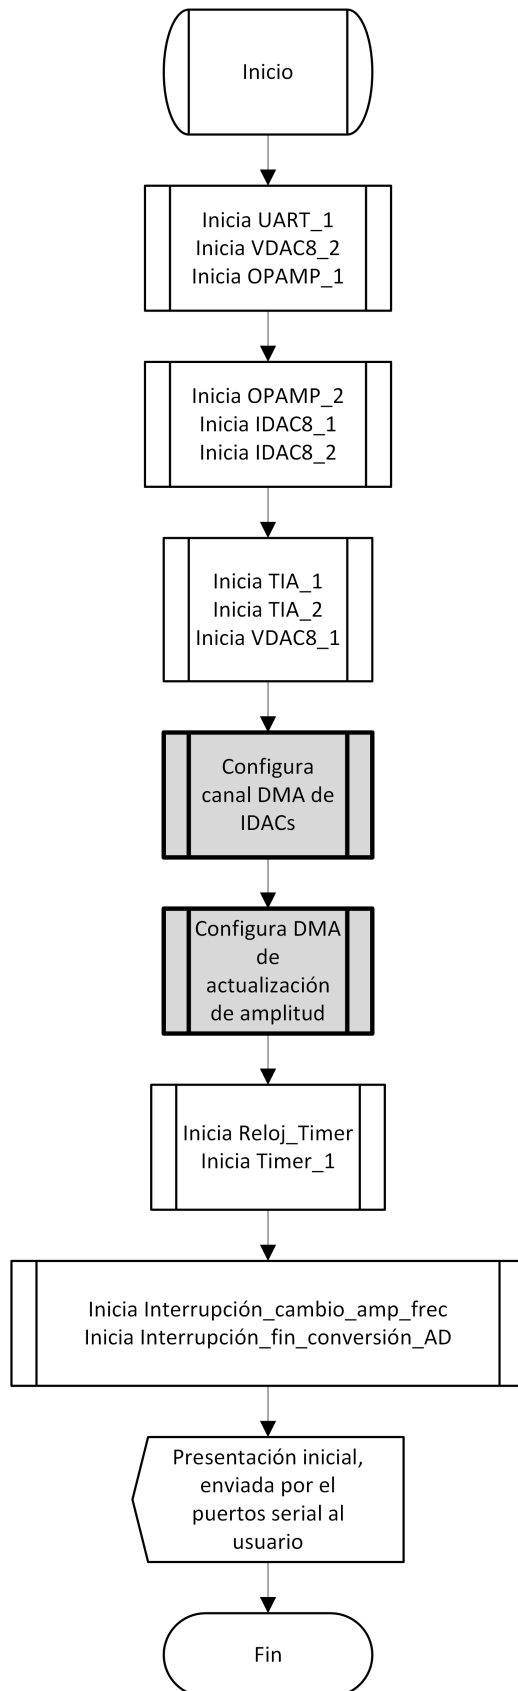 Inicio
Inicia UART_1
Inicia VDAC8_2
Inicia OPAMP_1
Inicia OPAMP_2
Inicia IDAC8_1
Inicia IDAC8_2
Inicia TIA_1
Inicia TIA_2
Inicia VDAC8_1
Configura
canal DMA de
IDACs
Configura DMA
de
actualización
de amplitud
Inicia Reloj_Timer
Inicia Timer_1
Inicia Interrupción_cambio_amp_frec
Inicia Interrupción_fin_conversión_AD
Presentación inicial,
enviada por el
puertos serial al
usuario
Fin